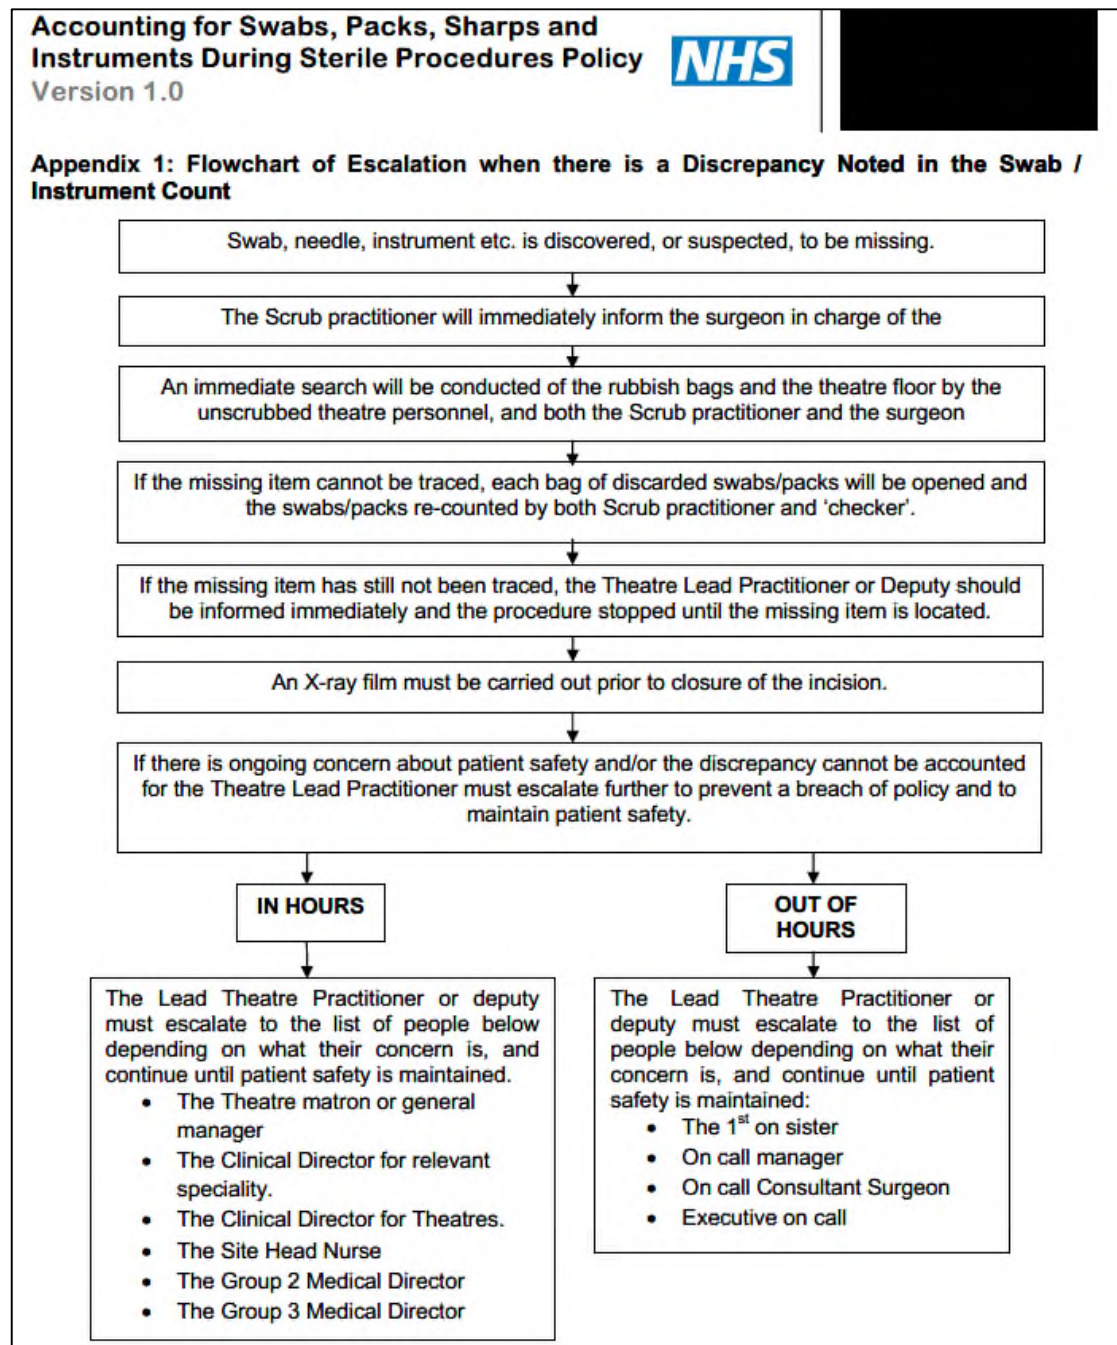 Accounting for Swabs, Packs, Sharps and
Instruments During Sterile Procedures Policy
Version 1.0
NHS
Appendix 1: Flowchart of Escalation when there is a Discrepancy Noted in the Swab /
Instrument Count
Swab, needle, instrument etc. is discovered, or suspected, to be missing.
The Scrub practitioner will immediately inform the surgeon in charge of the
An immediate search will be conducted of the rubbish bags and the theatre floor by the
unscrubbed theatre personnel, and both the Scrub practitioner and the surgeon
If the missing item cannot be traced, each bag of discarded swabs/packs will be opened and
the swabs/packs re-counted by both Scrub practitioner and ‘checker’.
If the missing item has still not been traced, the Theatre Lead Practitioner or Deputy should
be informed immediately and the procedure stopped until the missing item is located.
An X-ray film must be carried out prior to closure of the incision.
If there is ongoing concern about patient safety and/or the discrepancy cannot be accounted
for the Theatre Lead Practitioner must escalate further to prevent a breach of policy and to
maintain patient safety.
IN HOURS
The Lead Theatre Practitioner or deputy
must escalate to the list of people below
depending on what their concern is, and
continue until patient safety is maintained.
• The Theatre matron or general
manager
• The Clinical Director for relevant
speciality.
• The Clinical Director for Theatres.
• The Site Head Nurse
• The Group 2 Medical Director
• The Group 3 Medical Director
OUT OF
HOURS
The Lead Theatre Practitioner or
deputy must escalate to the list of
people below depending on what their
concern is, and continue until patient
safety is maintained:
• The 1st on sister
• On call manager
• On call Consultant Surgeon
• Executive on call